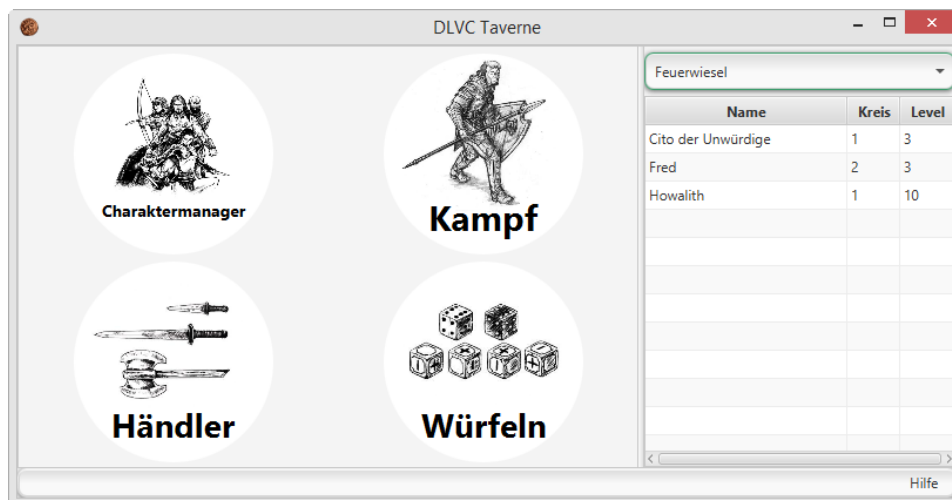 DLVC Taverne
Charaktermanager
Kampf
Händler
Würfeln
Feuerwiesel
Name Kreis Level
Cito der Unwürdige 1 3
Fred 2 3
Howalith 1 10
Hilfe